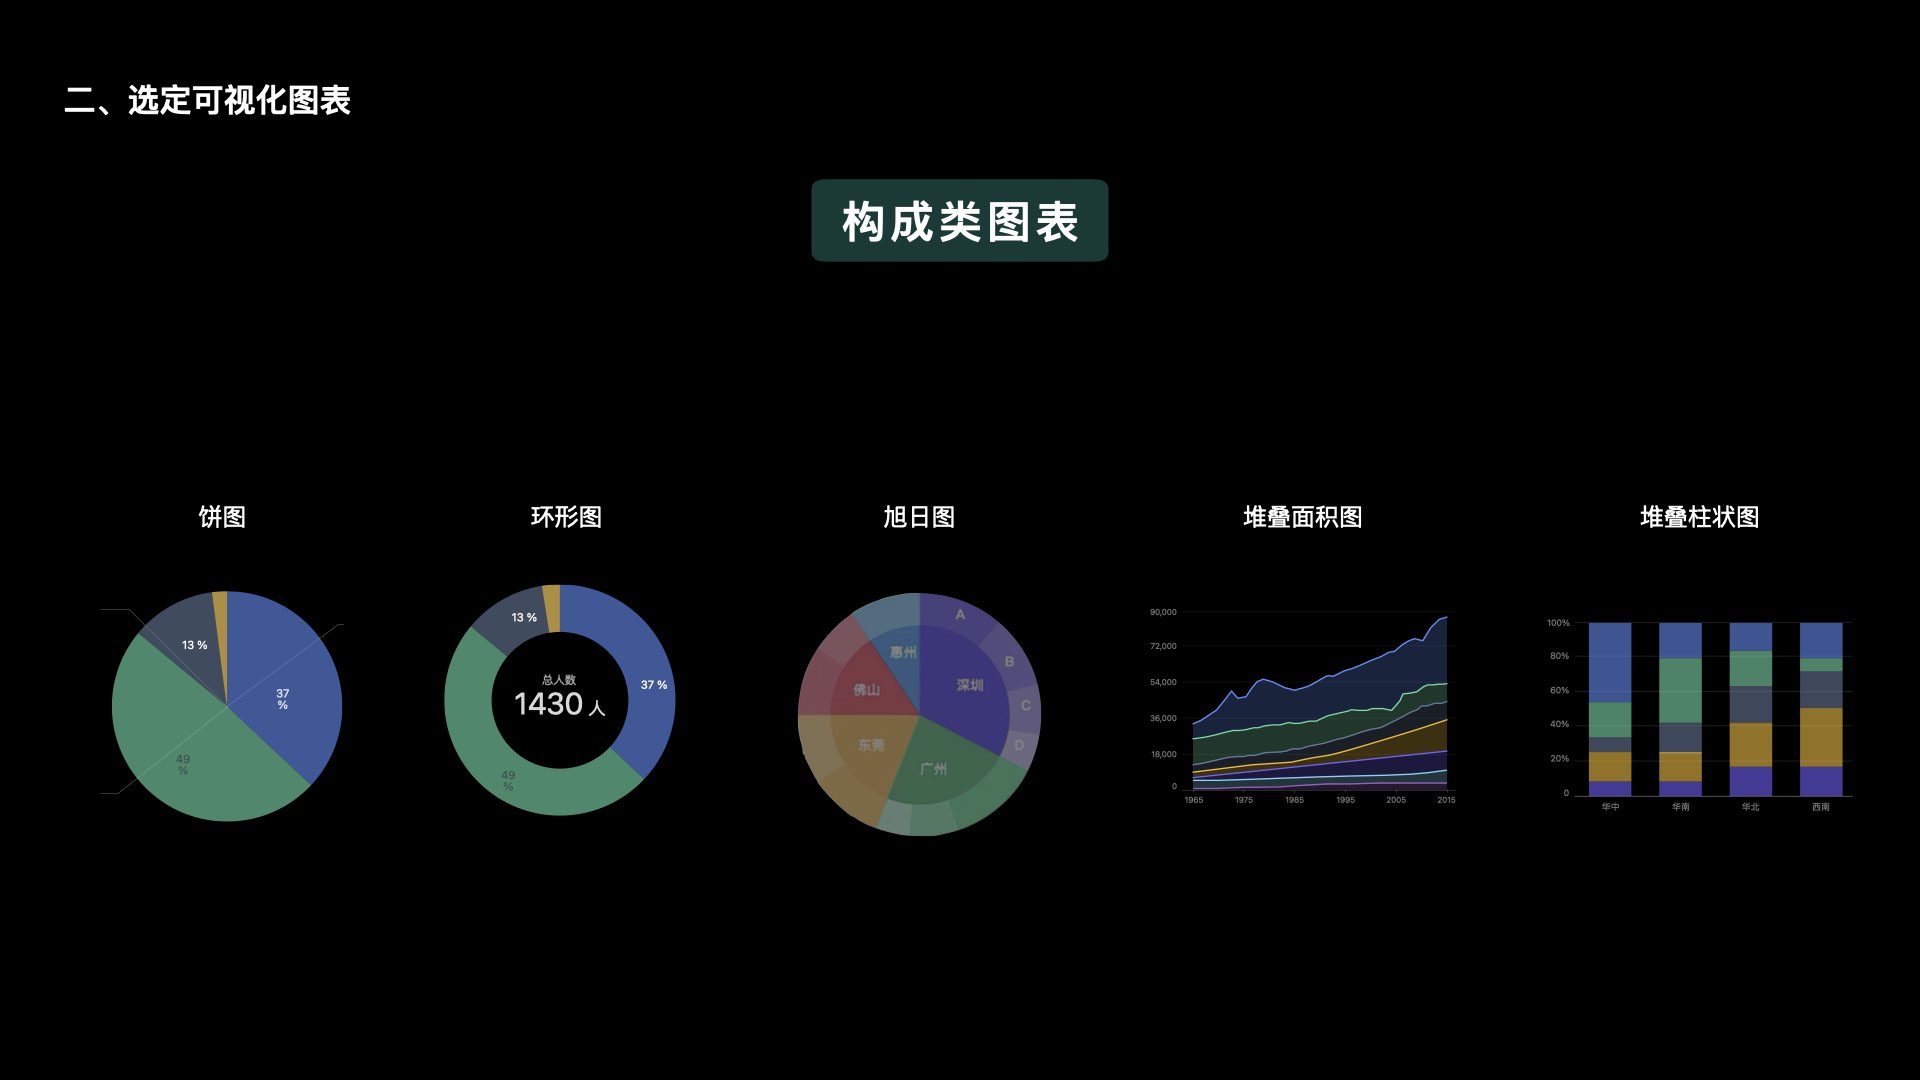 二、选定可视化图表
构成类图表
饼图
环形图
旭日图
堆叠面积图
堆叠柱状图
13 %
37
%
49
%
13 %
37 %
49
%
总人数
1430 人
A
B
C
D
惠州
深圳
佛山
东莞
广州
90,000
72,000
54,000
36,000
18,000
0
1965 1975 1985 1995 2005 2015
100%
80%
60%
40%
20%
0
华中 华南 华北 西南